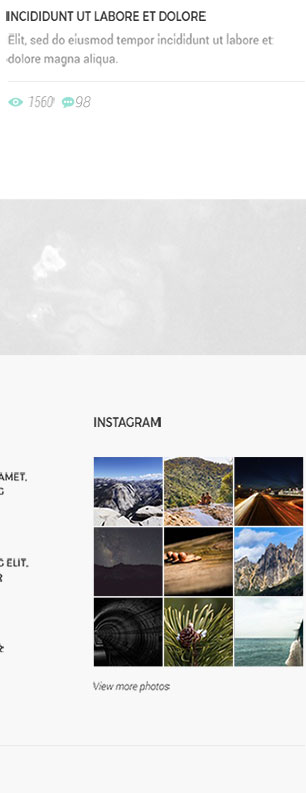 INCIDIDUNT UT LABORE ET DOLORE
Elit, sed do eiusmod tempor incididunt ut labore et
dolore magna aliqua.
1560 98
INSTAGRAM
AMET,
G
G ELIT,
R
View more photos